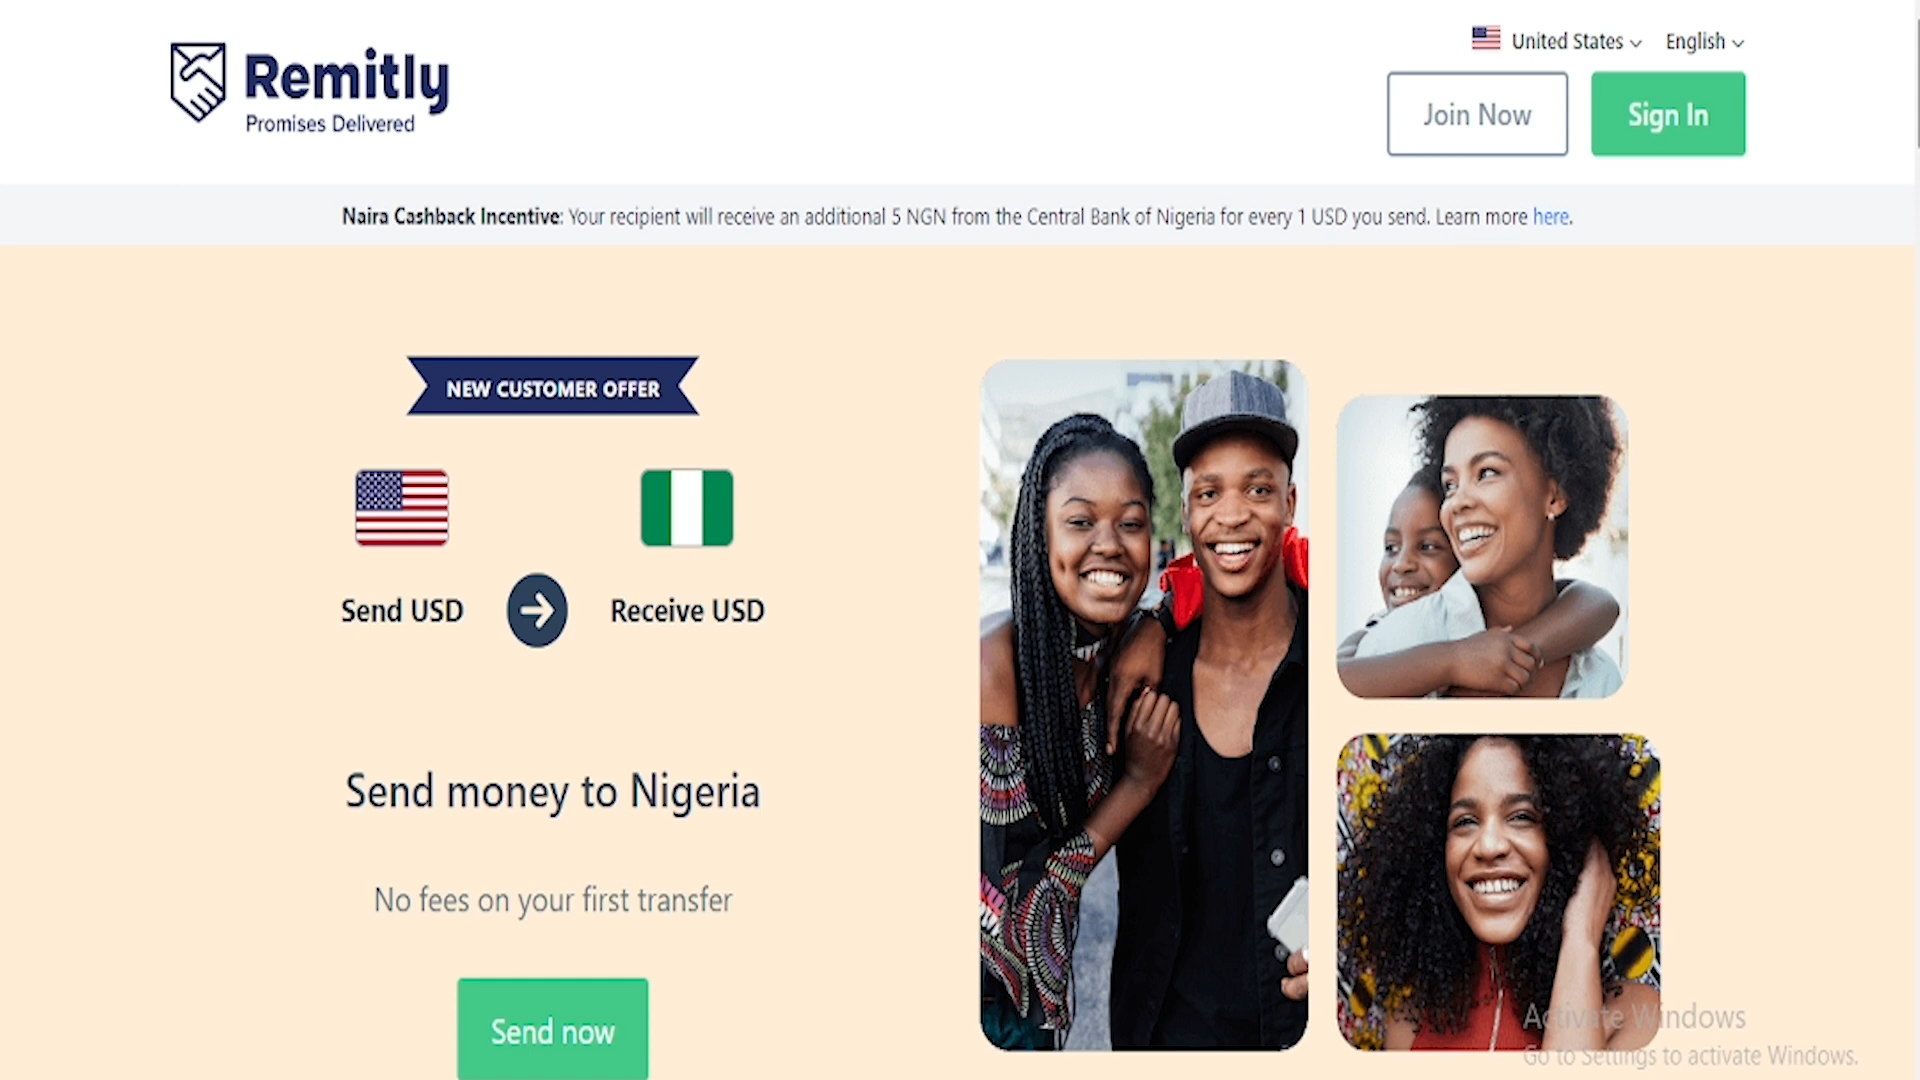 United States English
Remitly
Promises Delivered
Join Now
Sign In
Naira Cashback Incentive: Your recipient will receive an additional 5 NGN from the Central Bank of Nigeria for every 1 USD you send. Learn more here.
NEW CUSTOMER OFFER
Send USD
Receive USD
Send money to Nigeria
No fees on your first transfer
Send now
Activate Windows
Go to Settings to activate Windows.